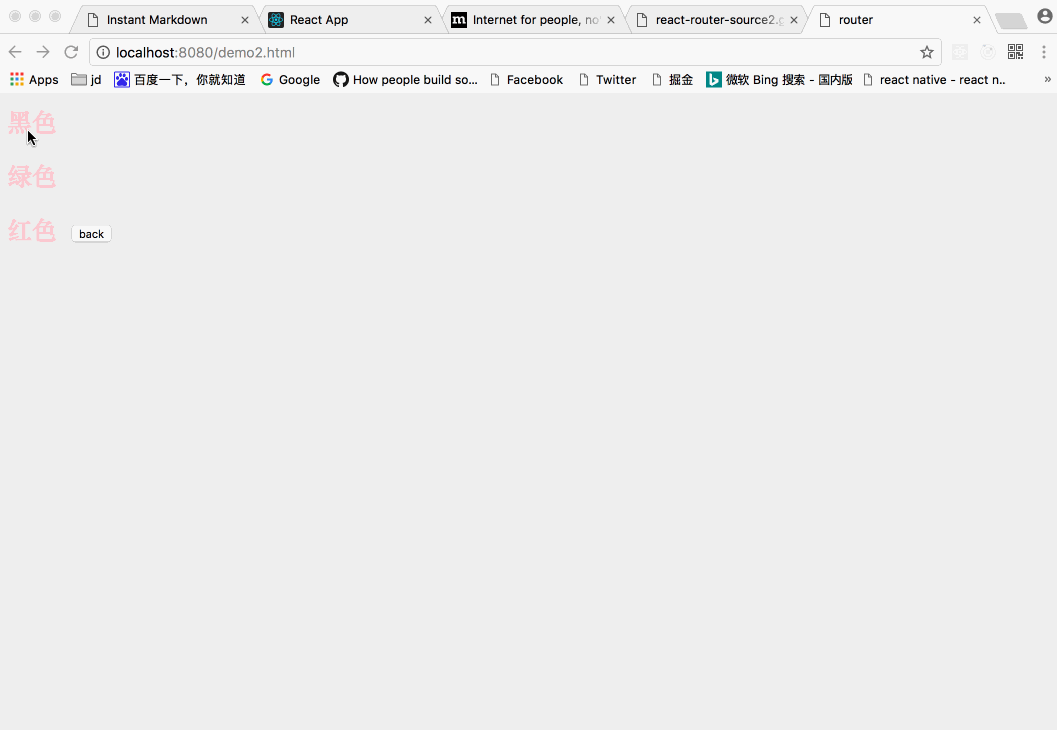 Instant Markdown
React App
Internet for people, no
react-router-source2.g
router
localhost:8080/demo2.html
Apps
jd
百度一下，你就知道
Google
How people build so...
Facebook
Twitter
掘金
微软 Bing 搜索 - 国内版
react native - react n..
»
黑色
绿色
红色 back